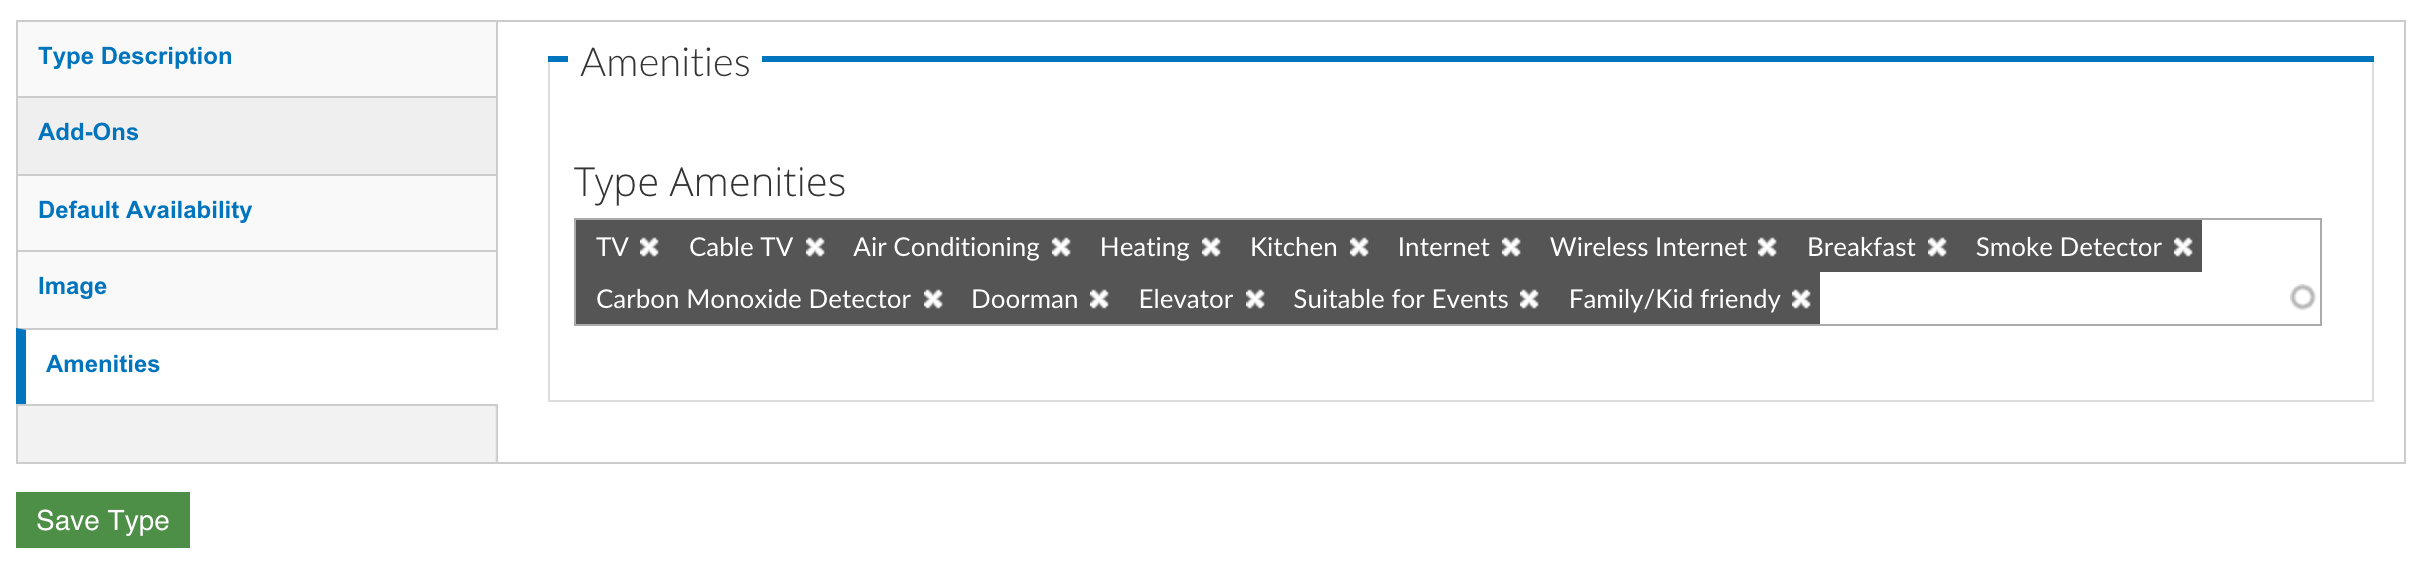 Type Description
Add-Ons
Default Availability
Image
Amenities
Amenities
Type Amenities
TV Cable TV Air Conditioning Heating Kitchen Internet Wireless Internet Breakfast Smoke Detector
Carbon Monoxide Detector Doorman Elevator Suitable for Events Family/Kid friendy
Save Type